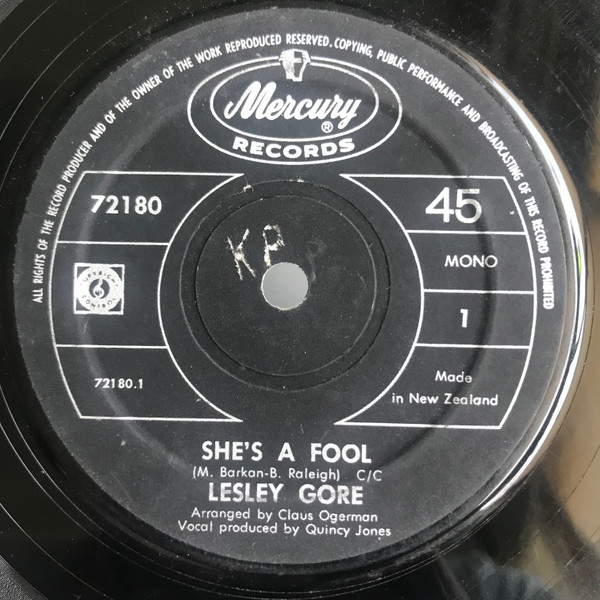 ALL RIGHTS OF THE RECORD PRODUCER AND OF THE OWNER OF THE WORK REPRODUCED RESERVED. COPYING, PUBLIC PERFORMANCE AND BROADCASTING OF THIS RECORD PROHIBITED
Mercury
®
RECORDS
72180
45
KP
MONO
1
72180.1
Made
in New Zealand
SHE'S A FOOL
(M. Barkan-B. Raleigh) C/C
LESLEY GORE
Arranged by Claus Ogerman
Vocal produced by Quincy Jones